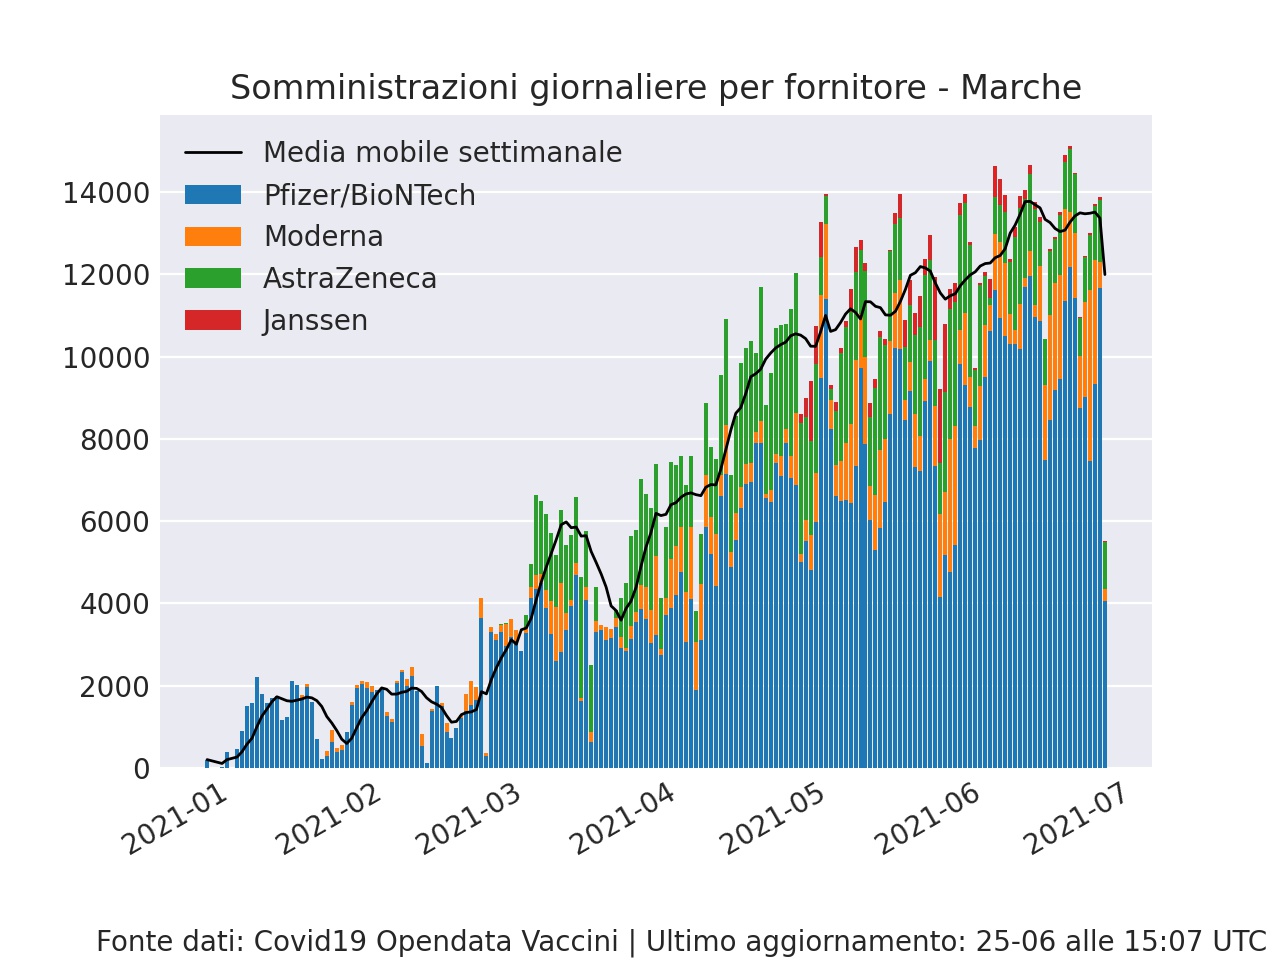 Somministrazioni giornaliere per fornitore - Marche
Media mobile settimanale
Pfizer/BioNTech
Moderna
AstraZeneca
Janssen
14000
12000
10000
8000
6000
4000
2000
0
2021-01
2021-02
2021-03
2021-04
2021-05
2021-06
2021-07
Fonte dati: Covid19 Opendata Vaccini | Ultimo aggiornamento: 25-06 alle 15:07 UTC